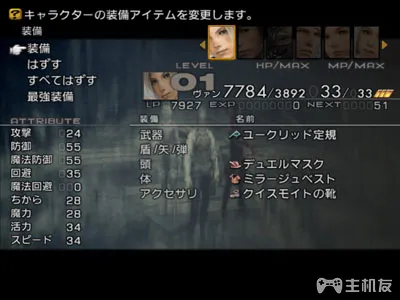 キャラクターの装備アイテムを変更します。
装備
装備
はずす
すべてはずす
最強装備
LEVEL HP/MAX MP/MAX
01 ヴァン 7784/3892 033/033
LP 7927 EXP 0 NEXT 51
ATTRIBUTE
攻撃 024
防御 55
魔法防御 55
回避 035
魔法回避 000
ちから 28
魔力 28
活力 34
スピード 34
装備 名前
武器 ユークリッド定規
盾/矢/弾
頭 デュエルマスク
体 ミラージュベスト
アクセサリ クイスモイトの靴
主机友